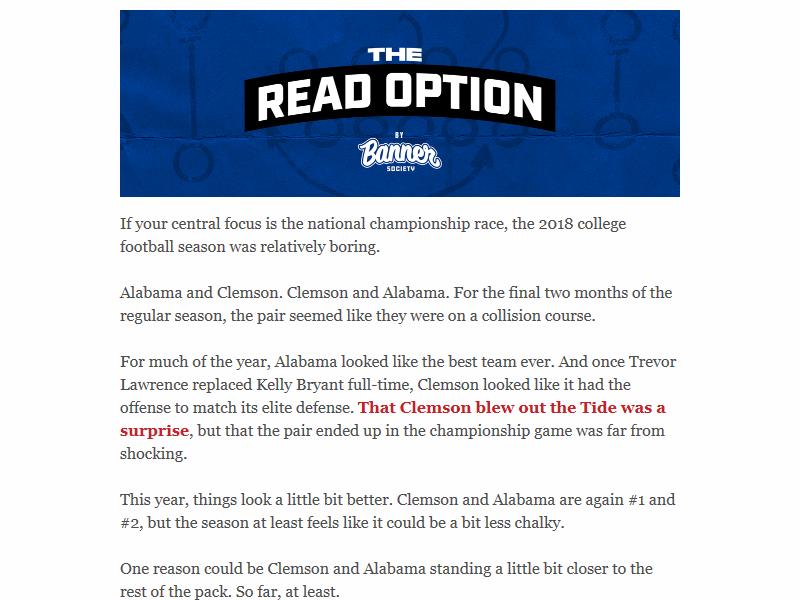 THE
READ OPTION
BY
Banner
SOCIETY
If your central focus is the national championship race, the 2018 college
football season was relatively boring.
Alabama and Clemson. Clemson and Alabama. For the final two months of the
regular season, the pair seemed like they were on a collision course.
For much of the year, Alabama looked like the best team ever. And once Trevor
Lawrence replaced Kelly Bryant full-time, Clemson looked like it had the
offense to match its elite defense. That Clemson blew out the Tide was a
surprise, but that the pair ended up in the championship game was far from
shocking.
This year, things look a little bit better. Clemson and Alabama are again #1 and
#2, but the season at least feels like it could be a bit less chalky.
One reason could be Clemson and Alabama standing a little bit closer to the
rest of the pack. So far, at least.